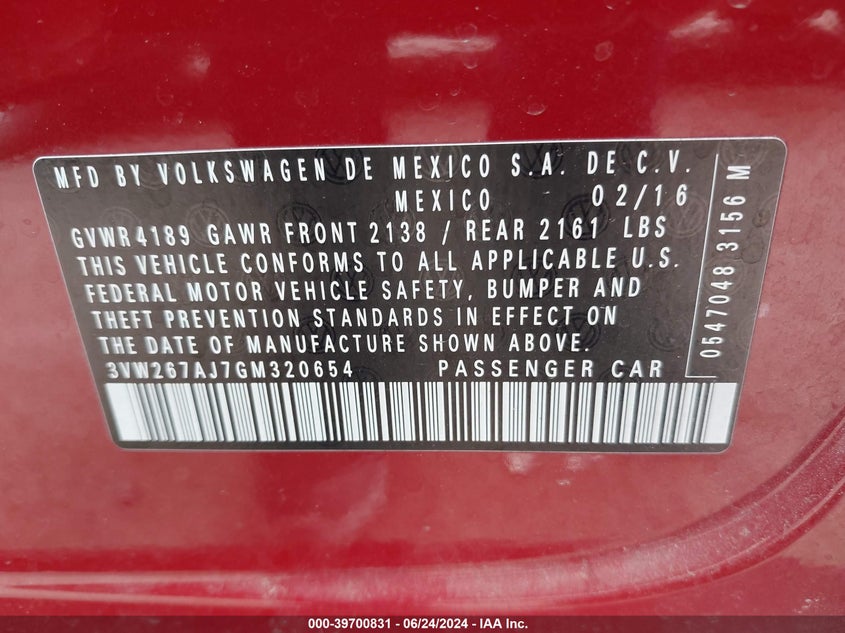 MFD BY VOLKSWAGEN DE MEXICO S.A. DE C.V.
MEXICO 02/16
GVWR 4189 GAWR FRONT 2138 / REAR 2161 LBS
THIS VEHICLE CONFORMS TO ALL APPLICABLE U.S.
FEDERAL MOTOR VEHICLE SAFETY, BUMPER AND
THEFT PREVENTION STANDARDS IN EFFECT ON
THE DATE OF MANUFACTURE SHOWN ABOVE.
3VW267AJ7GM320654 PASSENGER CAR
0547048 3156 M
000-39700831 - 06/24/2024 - IAA Inc.